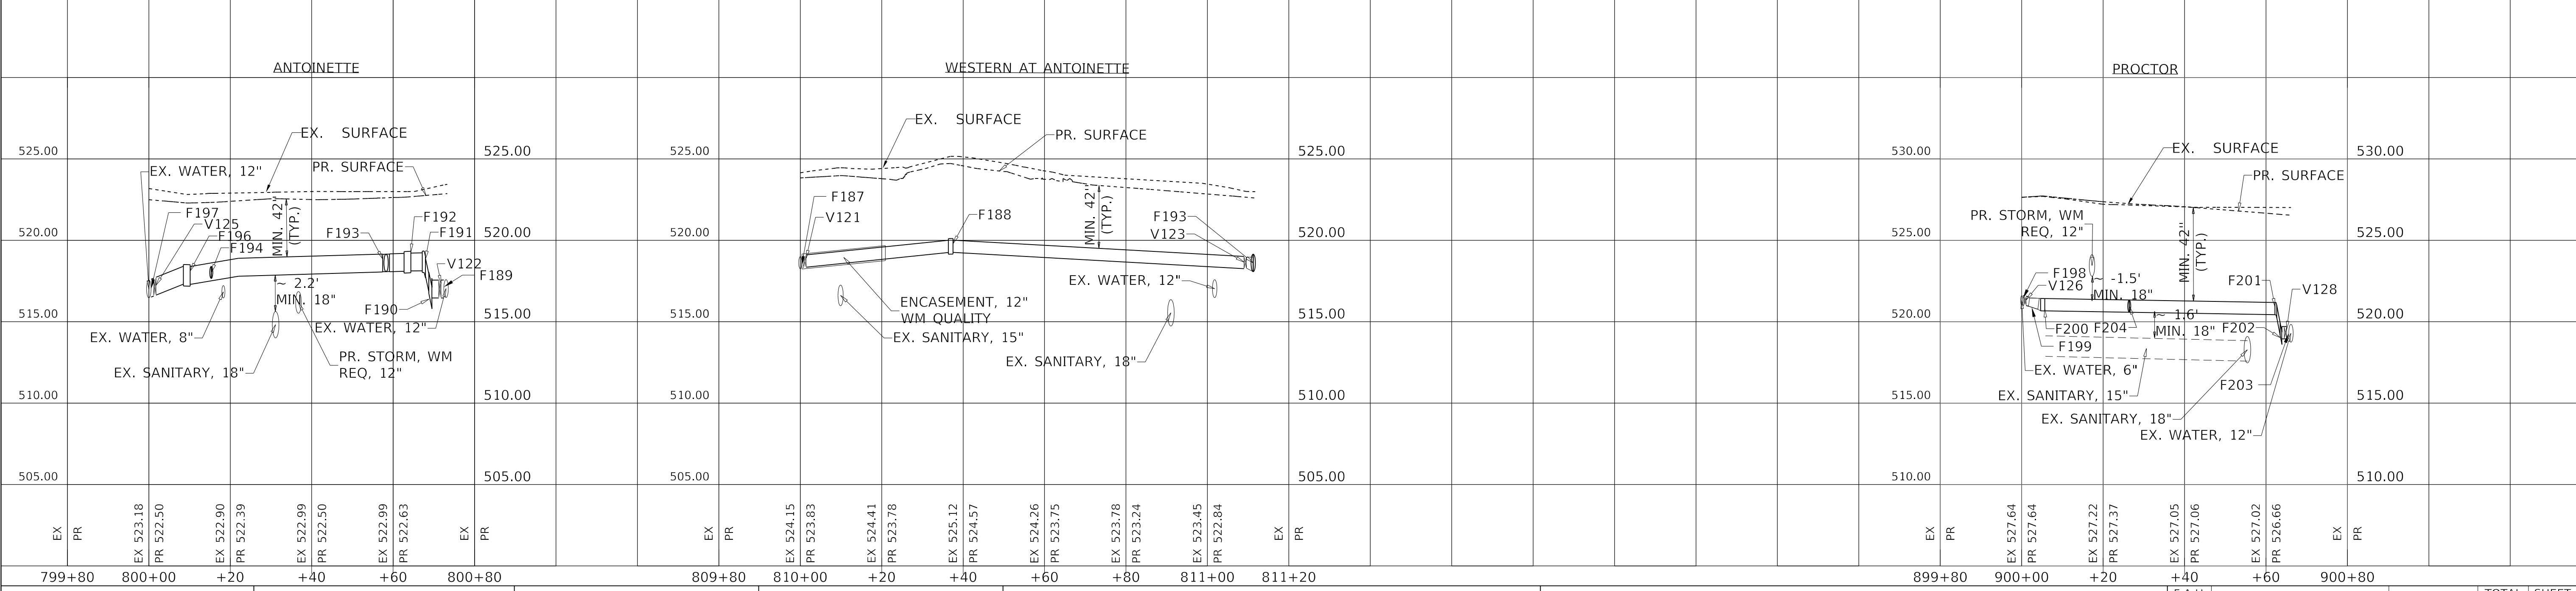 ANTOINETTE
EX. SURFACE
PR. SURFACE
EX. WATER, 12"
525.00
525.00
F197
V125
F196
F194
MIN. 42"
(TYP.)
F193
F192
F191
520.00
520.00
V122
F189
F190
~ 2.2'
MIN. 18"
515.00
515.00
EX. WATER, 8"
EX. WATER, 12"
EX. SANITARY, 18"
PR. STORM, WM
REQ, 12"
510.00
510.00
505.00
505.00
EX
PR
EX 523.18
PR 522.50
EX 522.90
PR 522.39
EX 522.99
PR 522.50
EX 522.99
PR 522.63
EX
PR
799+80
800+00
+20
+40
+60
800+80
WESTERN AT ANTOINETTE
EX. SURFACE
PR. SURFACE
525.00
525.00
F187
V121
F188
MIN. 42"
(TYP.)
F193
V123
520.00
520.00
EX. WATER, 12"
ENCASEMENT, 12"
WM QUALITY
515.00
515.00
EX. SANITARY, 15"
EX. SANITARY, 18"
510.00
510.00
505.00
505.00
EX
PR
EX 524.15
PR 523.83
EX 524.41
PR 523.78
EX 525.12
PR 524.57
EX 524.26
PR 523.75
EX 523.78
PR 523.24
EX 523.45
PR 522.84
EX
PR
809+80
810+00
+20
+40
+60
+80
811+00
811+20
PROCTOR
EX. SURFACE
PR. SURFACE
530.00
530.00
PR. STORM, WM
REQ, 12"
MIN. 42"
(TYP.)
525.00
525.00
F198
V126
~ -1.5'
MIN. 18"
F201
V128
520.00
520.00
F200
F204
~ 1.6'
MIN. 18"
F202
F199
EX. WATER, 6"
F203
EX. SANITARY, 15"
EX. SANITARY, 18"
EX. WATER, 12"
515.00
515.00
510.00
510.00
EX
PR
EX 527.64
PR 527.64
EX 527.22
PR 527.37
EX 527.05
PR 527.06
EX 527.02
PR 526.66
EX
PR
899+80
900+00
+20
+40
+60
900+80